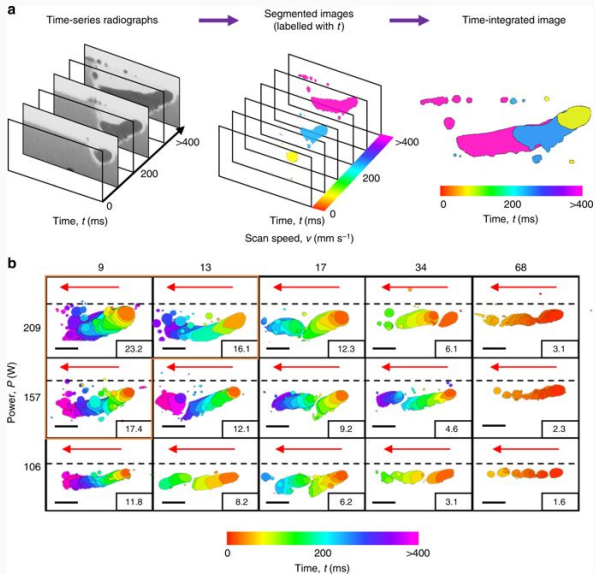 a
Time-series radiographs
Segmented images
(labelled with t)
Time-integrated image
>400
200
0
Time, t (ms)
>400
200
0
Time, t (ms)
0 200 >400
Time, t (ms)
Scan speed, v (mm s⁻¹)
b
9 13 17 34 68
Power, P (W)
209
23.2 16.1 12.3 6.1 3.1
157
17.4 12.1 9.2 4.6 2.3
106
11.8 8.2 6.2 3.1 1.6
0 200 >400
Time, t (ms)